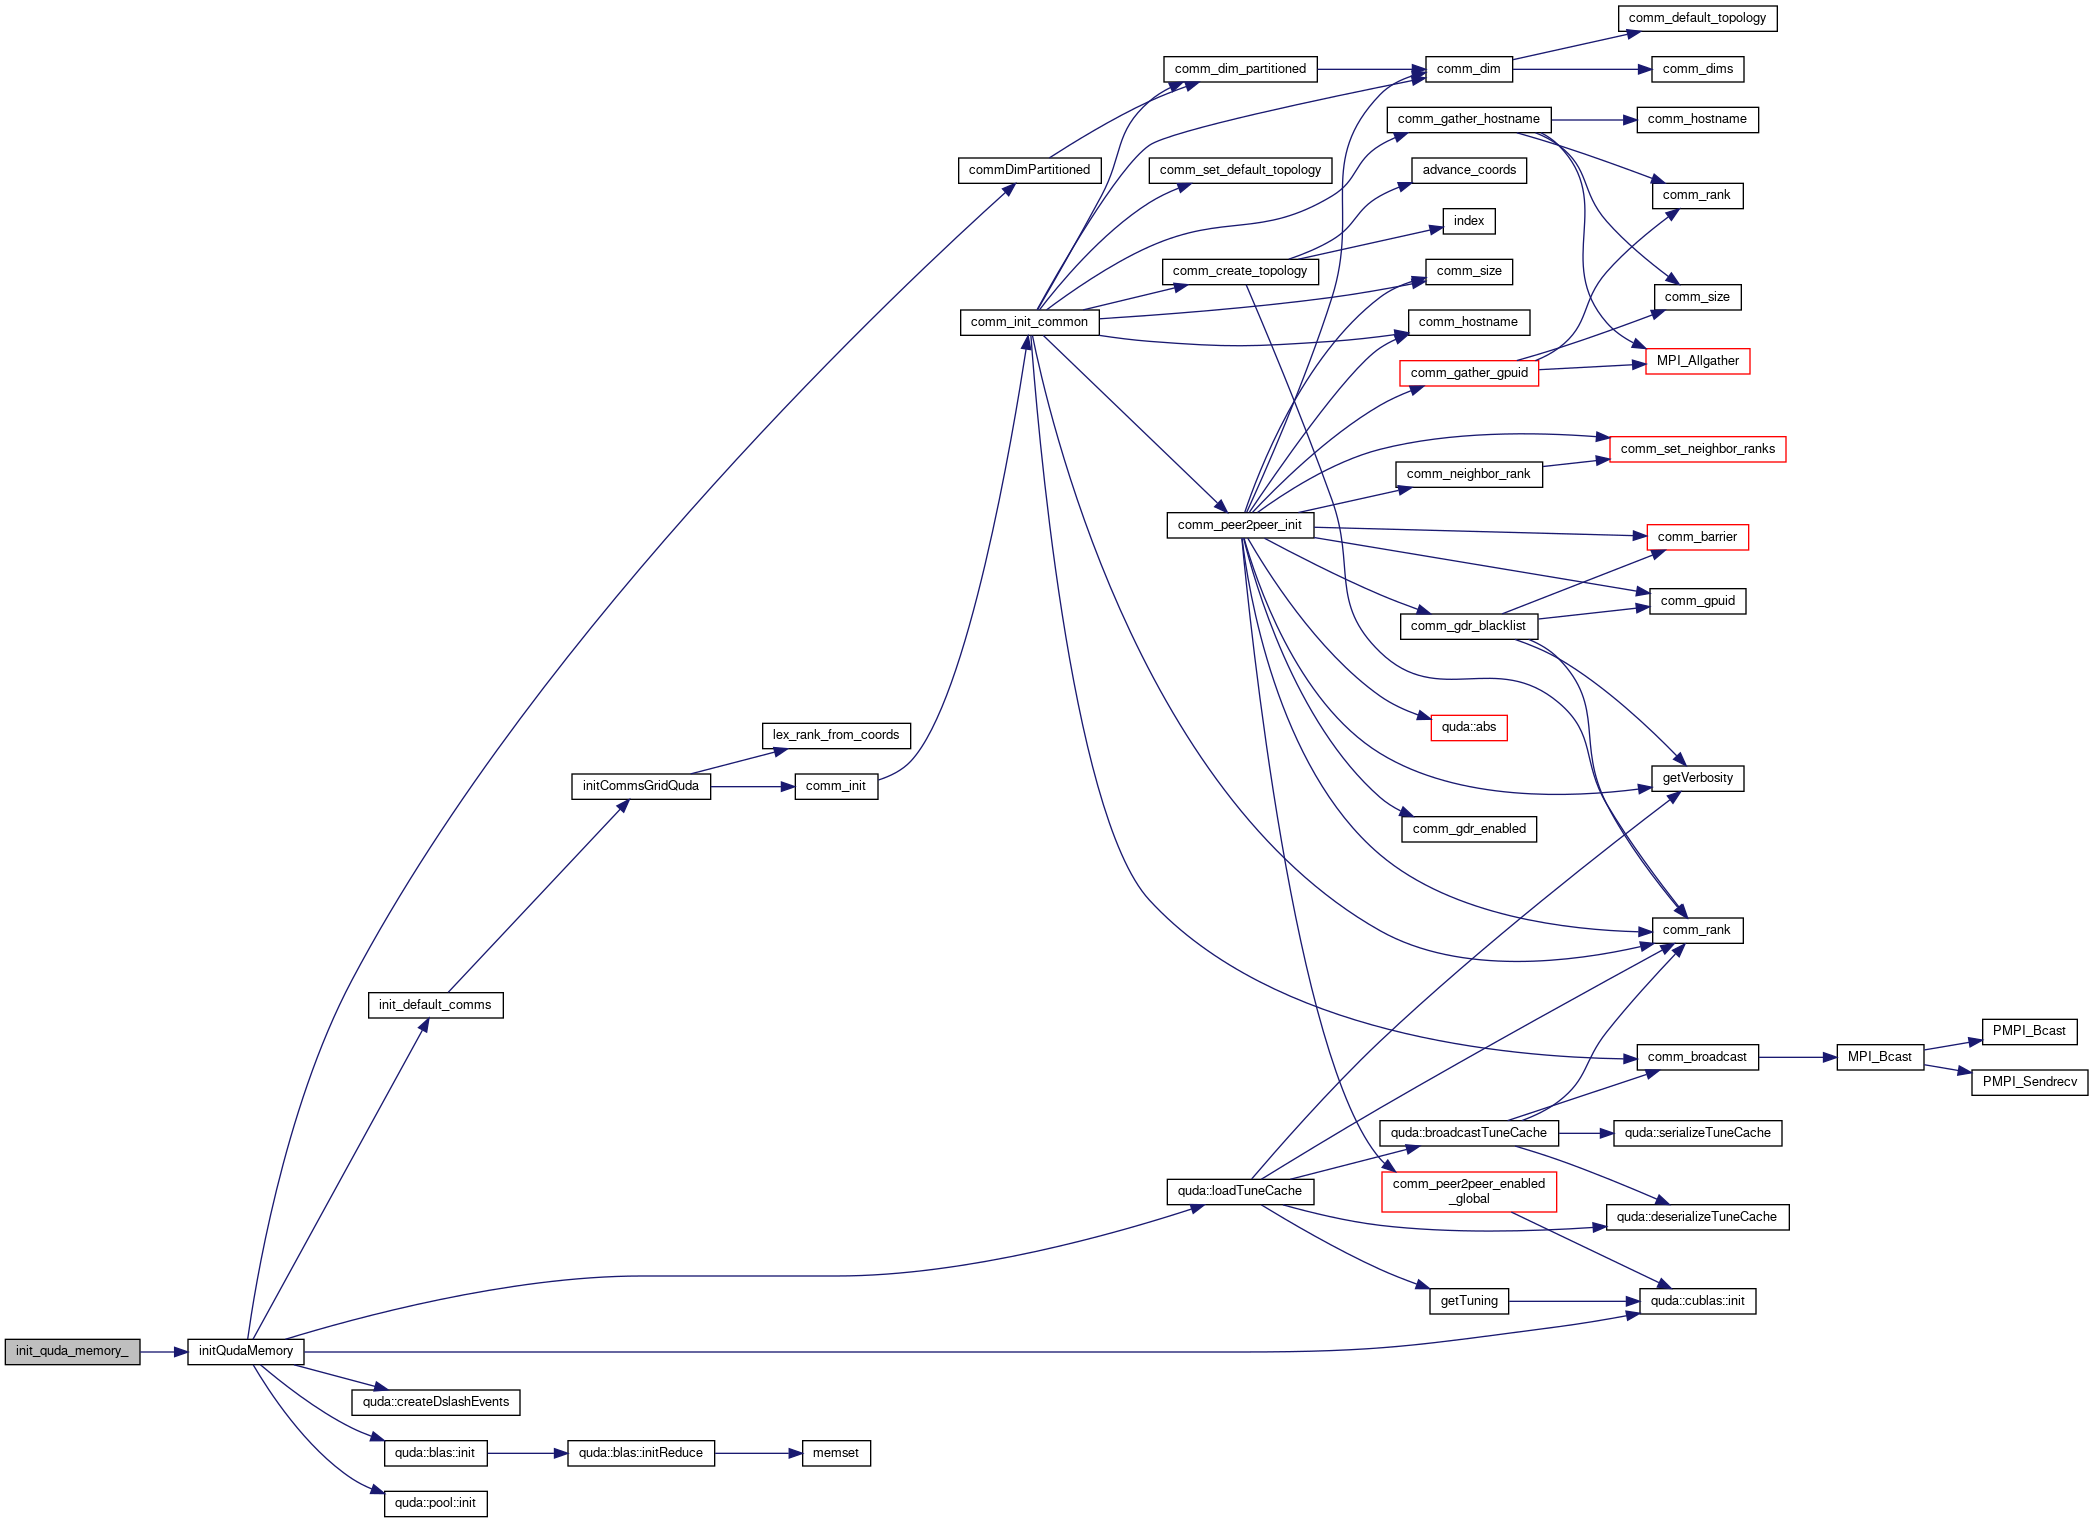 comm_default_topology
comm_dim_partitioned
comm_dim
comm_dims
comm_gather_hostname
comm_hostname
commDimPartitioned
comm_set_default_topology
advance_coords
comm_rank
index
comm_create_topology
comm_size
comm_size
comm_init_common
comm_hostname
MPI_Allgather
comm_gather_gpuid
comm_set_neighbor_ranks
comm_neighbor_rank
comm_peer2peer_init
comm_barrier
comm_gpuid
comm_gdr_blacklist
quda::abs
lex_rank_from_coords
getVerbosity
initCommsGridQuda
comm_init
comm_gdr_enabled
comm_rank
init_default_comms
PMPI_Bcast
comm_broadcast
MPI_Bcast
PMPI_Sendrecv
quda::broadcastTuneCache
quda::serializeTuneCache
quda::loadTuneCache
comm_peer2peer_enabled
_global
quda::deserializeTuneCache
getTuning
quda::cublas::init
init_quda_memory_
initQudaMemory
quda::createDslashEvents
quda::blas::init
quda::blas::initReduce
memset
quda::pool::init